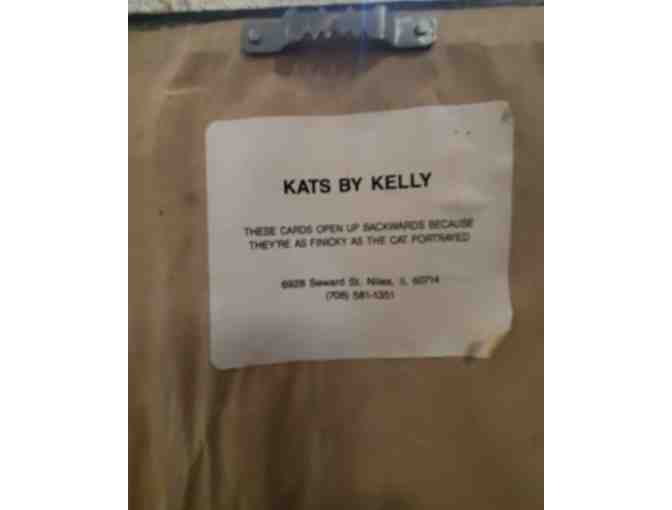 KATS BY KELLY
THESE CARDS OPEN UP BACKWARDS BECAUSE
THEY'RE AS FINICKY AS THE CAT PORTRAYED
6928 Seward St. Niles, IL 60714
(708) 581-1351